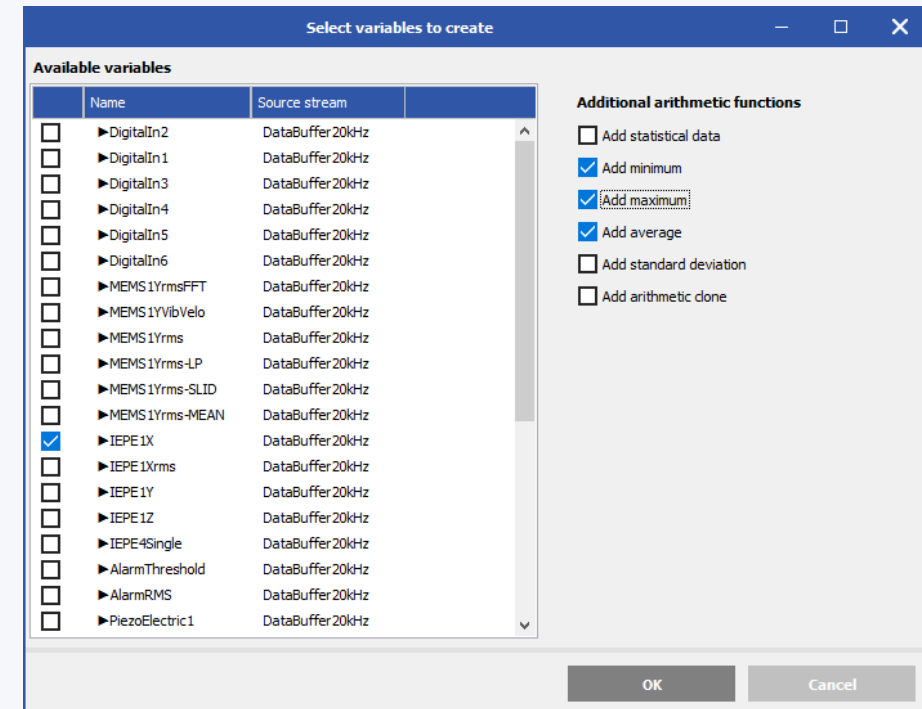 Select variables to create
Available variables
Name Source stream
►DigitalIn2 DataBuffer20kHz
►DigitalIn1 DataBuffer20kHz
►DigitalIn3 DataBuffer20kHz
►DigitalIn4 DataBuffer20kHz
►DigitalIn5 DataBuffer20kHz
►DigitalIn6 DataBuffer20kHz
►MEMS1YrmsFFT DataBuffer20kHz
►MEMS1YVibVelo DataBuffer20kHz
►MEMS1Yrms DataBuffer20kHz
►MEMS1Yrms-LP DataBuffer20kHz
►MEMS1Yrms-SLID DataBuffer20kHz
►MEMS1Yrms-MEAN DataBuffer20kHz
►IEPE1X DataBuffer20kHz
►IEPE1Xrms DataBuffer20kHz
►IEPE1Y DataBuffer20kHz
►IEPE1Z DataBuffer20kHz
►IEPE4Single DataBuffer20kHz
►AlarmThreshold DataBuffer20kHz
►AlarmRMS DataBuffer20kHz
►PiezoElectric1 DataBuffer20kHz
Additional arithmetic functions
Add statistical data
Add minimum
Add maximum
Add average
Add standard deviation
Add arithmetic clone
OK Cancel